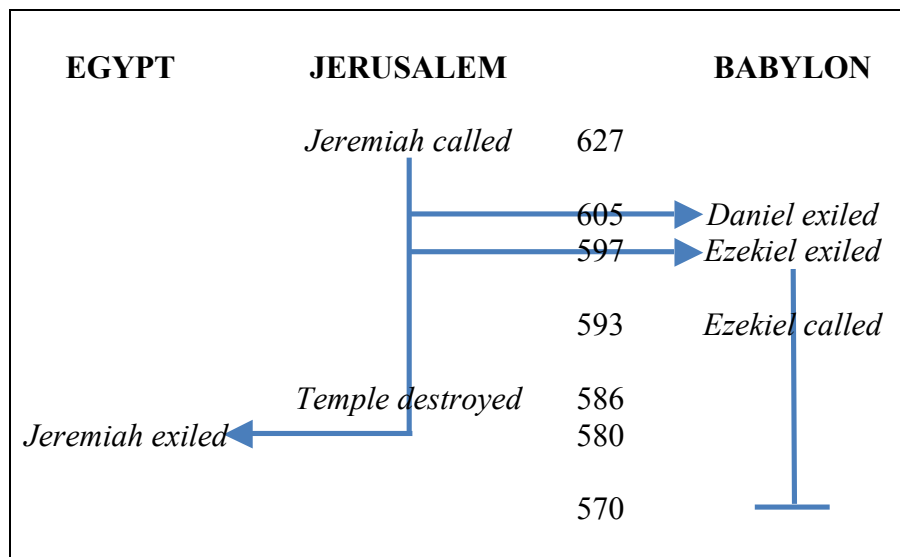 EGYPT JERUSALEM BABYLON
Jeremiah called 627
605 Daniel exiled
597 Ezekiel exiled
593 Ezekiel called
Temple destroyed 586
Jeremiah exiled 580
570